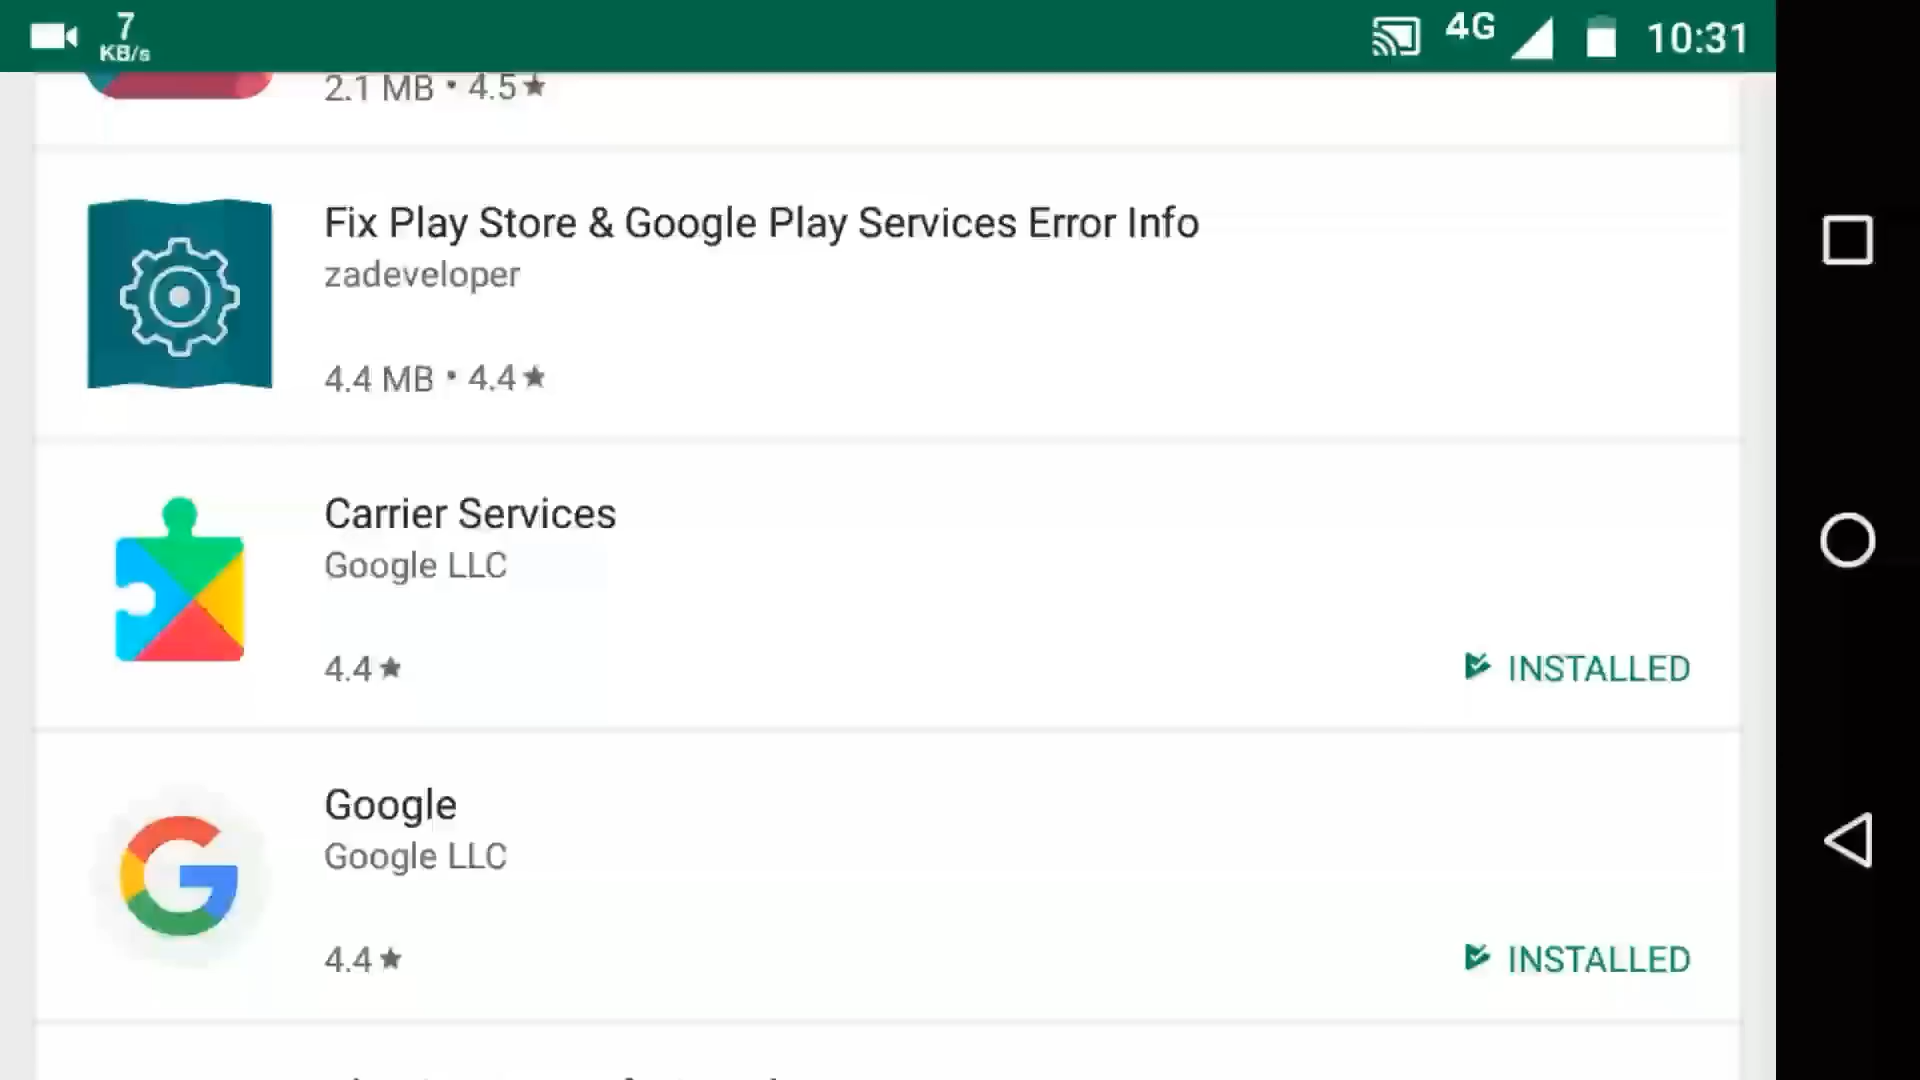 7
KB/s
4G
10:31
2.1 MB • 4.5★
Fix Play Store & Google Play Services Error Info
zadeveloper
4.4 MB • 4.4★
Carrier Services
Google LLC
4.4★
INSTALLED
Google
Google LLC
4.4★
INSTALLED